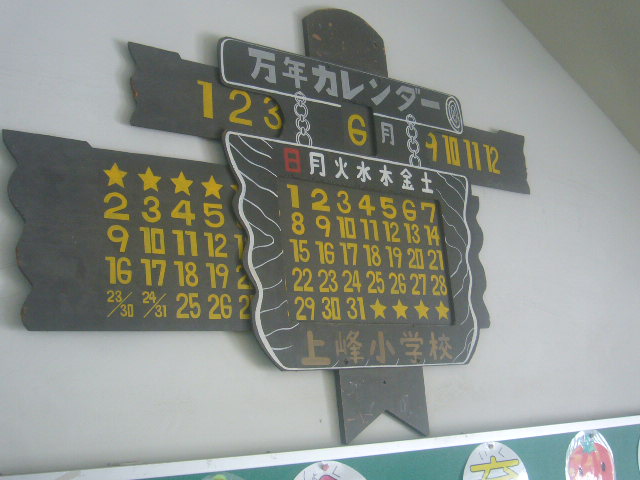 万年カレンダー
1 2 3 6 月 9 10 11 12
日 月 火 水 木 金 土
1 2 3 4 5 6 7
8 9 10 11 12 13 14
15 16 17 18 19 20 21
22 23 24 25 26 27 28
29 30 31 ★ ★ ★ ★
上峰小学校
★ ★ ★ ★
2 3 4 5
9 10 11 12
16 17 18 19
23/30 24/31 25 26